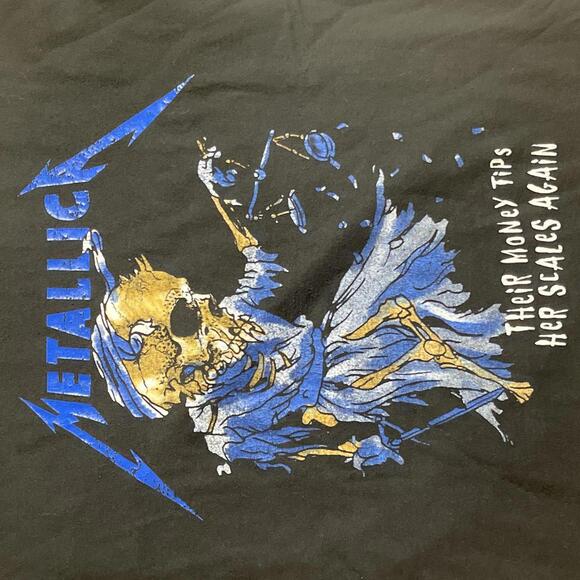 METALLICA
THEIR MONEY TIPS
HER SCALES AGAIN